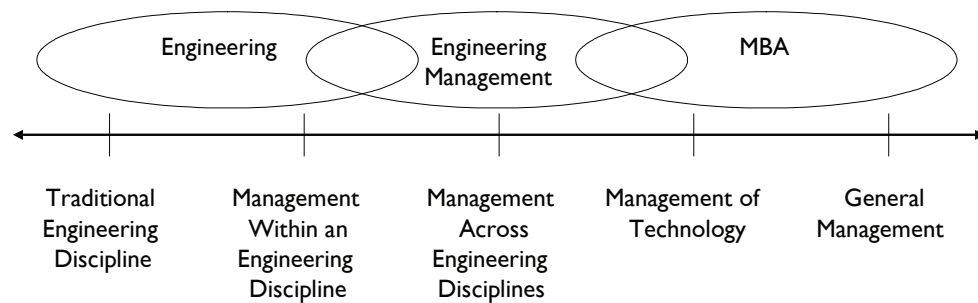 Engineering
Engineering
Management
MBA
Traditional
Engineering
Discipline
Management
Within an
Engineering
Discipline
Management
Across
Engineering
Disciplines
Management of
Technology
General
Management